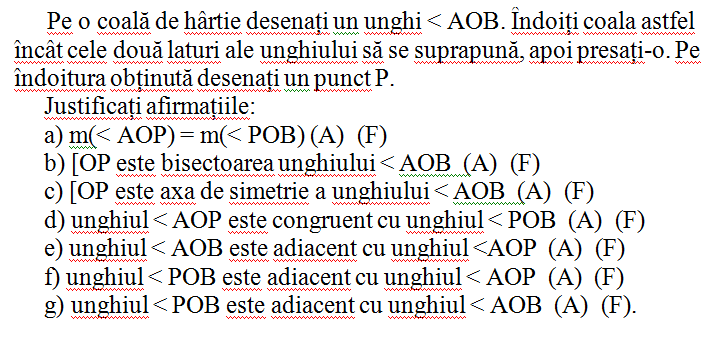 Pe o coală de hârtie desenați un unghi < AOB. Îndoiți coala astfel
încât cele două laturi ale unghiului să se suprapună, apoi presați-o. Pe
îndoitura obținută desenați un punct P.
Justificați afirmațiile:
a) m(< AOP) = m(< POB) (A) (F)
b) [OP este bisectoarea unghiului < AOB (A) (F)
c) [OP este axa de simetrie a unghiului < AOB (A) (F)
d) unghiul < AOP este congruent cu unghiul < POB (A) (F)
e) unghiul < AOB este adiacent cu unghiul <AOP (A) (F)
f) unghiul < POB este adiacent cu unghiul < AOP (A) (F)
g) unghiul < POB este adiacent cu unghiul < AOB (A) (F).